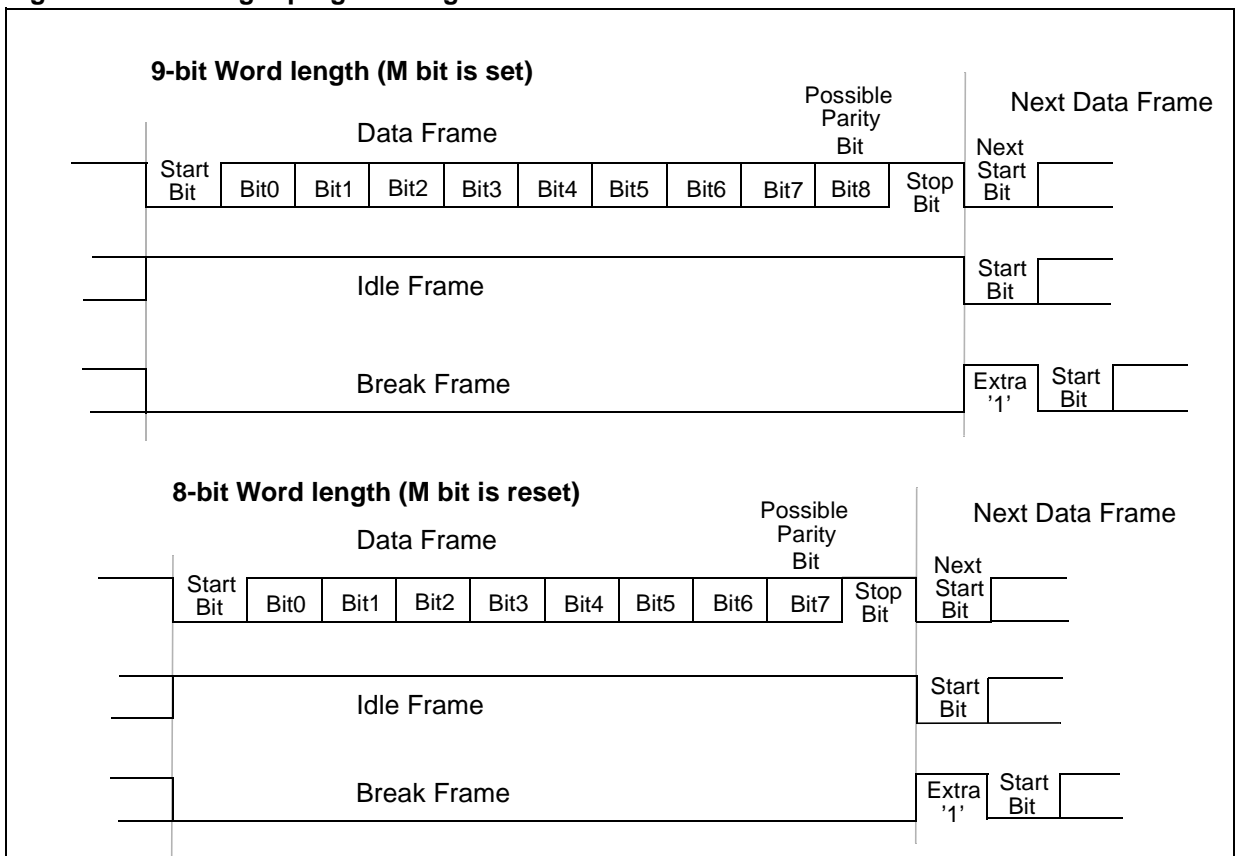 9-bit Word length (M bit is set)
Possible
Parity
Bit
Next Data Frame
Data Frame
Next
Start
Bit
Start
Bit
Bit0
Bit1
Bit2
Bit3
Bit4
Bit5
Bit6
Bit7
Bit8
Stop
Bit
Idle Frame
Start
Bit
Break Frame
Extra
'1'
Start
Bit
8-bit Word length (M bit is reset)
Possible
Parity
Bit
Next Data Frame
Data Frame
Next
Start
Bit
Start
Bit
Bit0
Bit1
Bit2
Bit3
Bit4
Bit5
Bit6
Bit7
Stop
Bit
Idle Frame
Start
Bit
Break Frame
Extra
'1'
Start
Bit